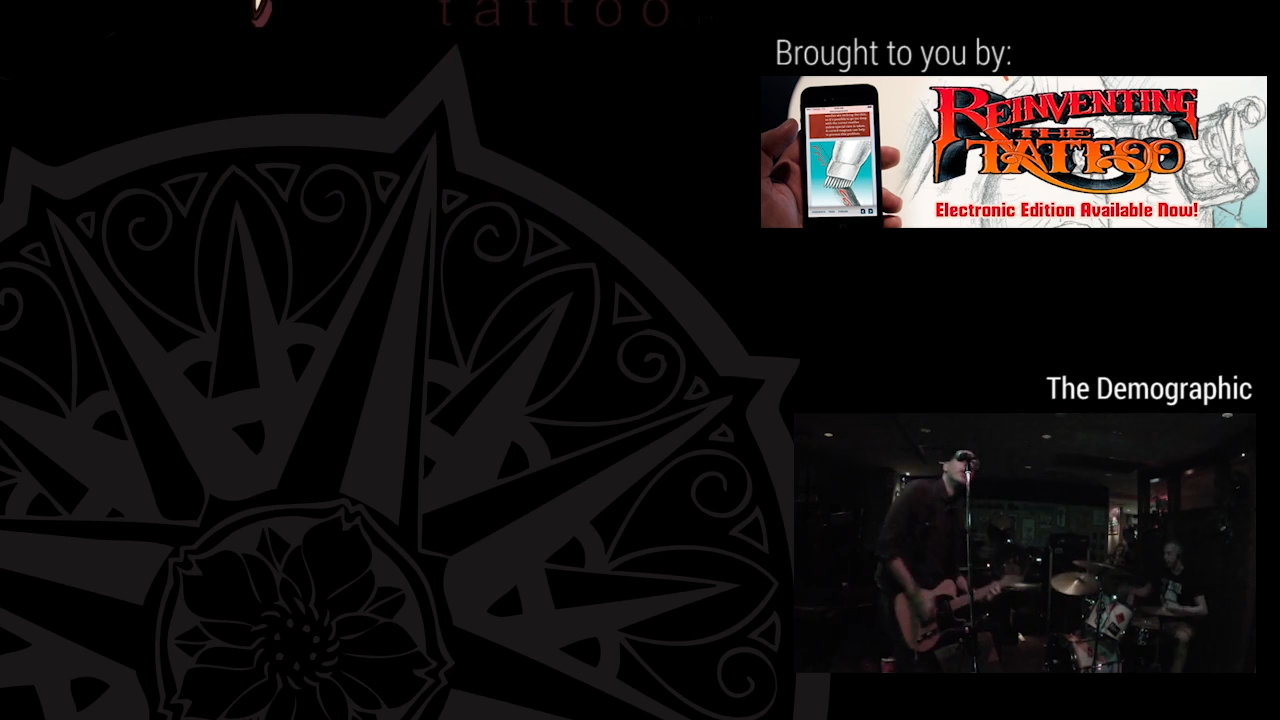 tattoo
Brought to you by:
REINVENTING
THE
TATTOO
Electronic Edition Available Now!
The Demographic